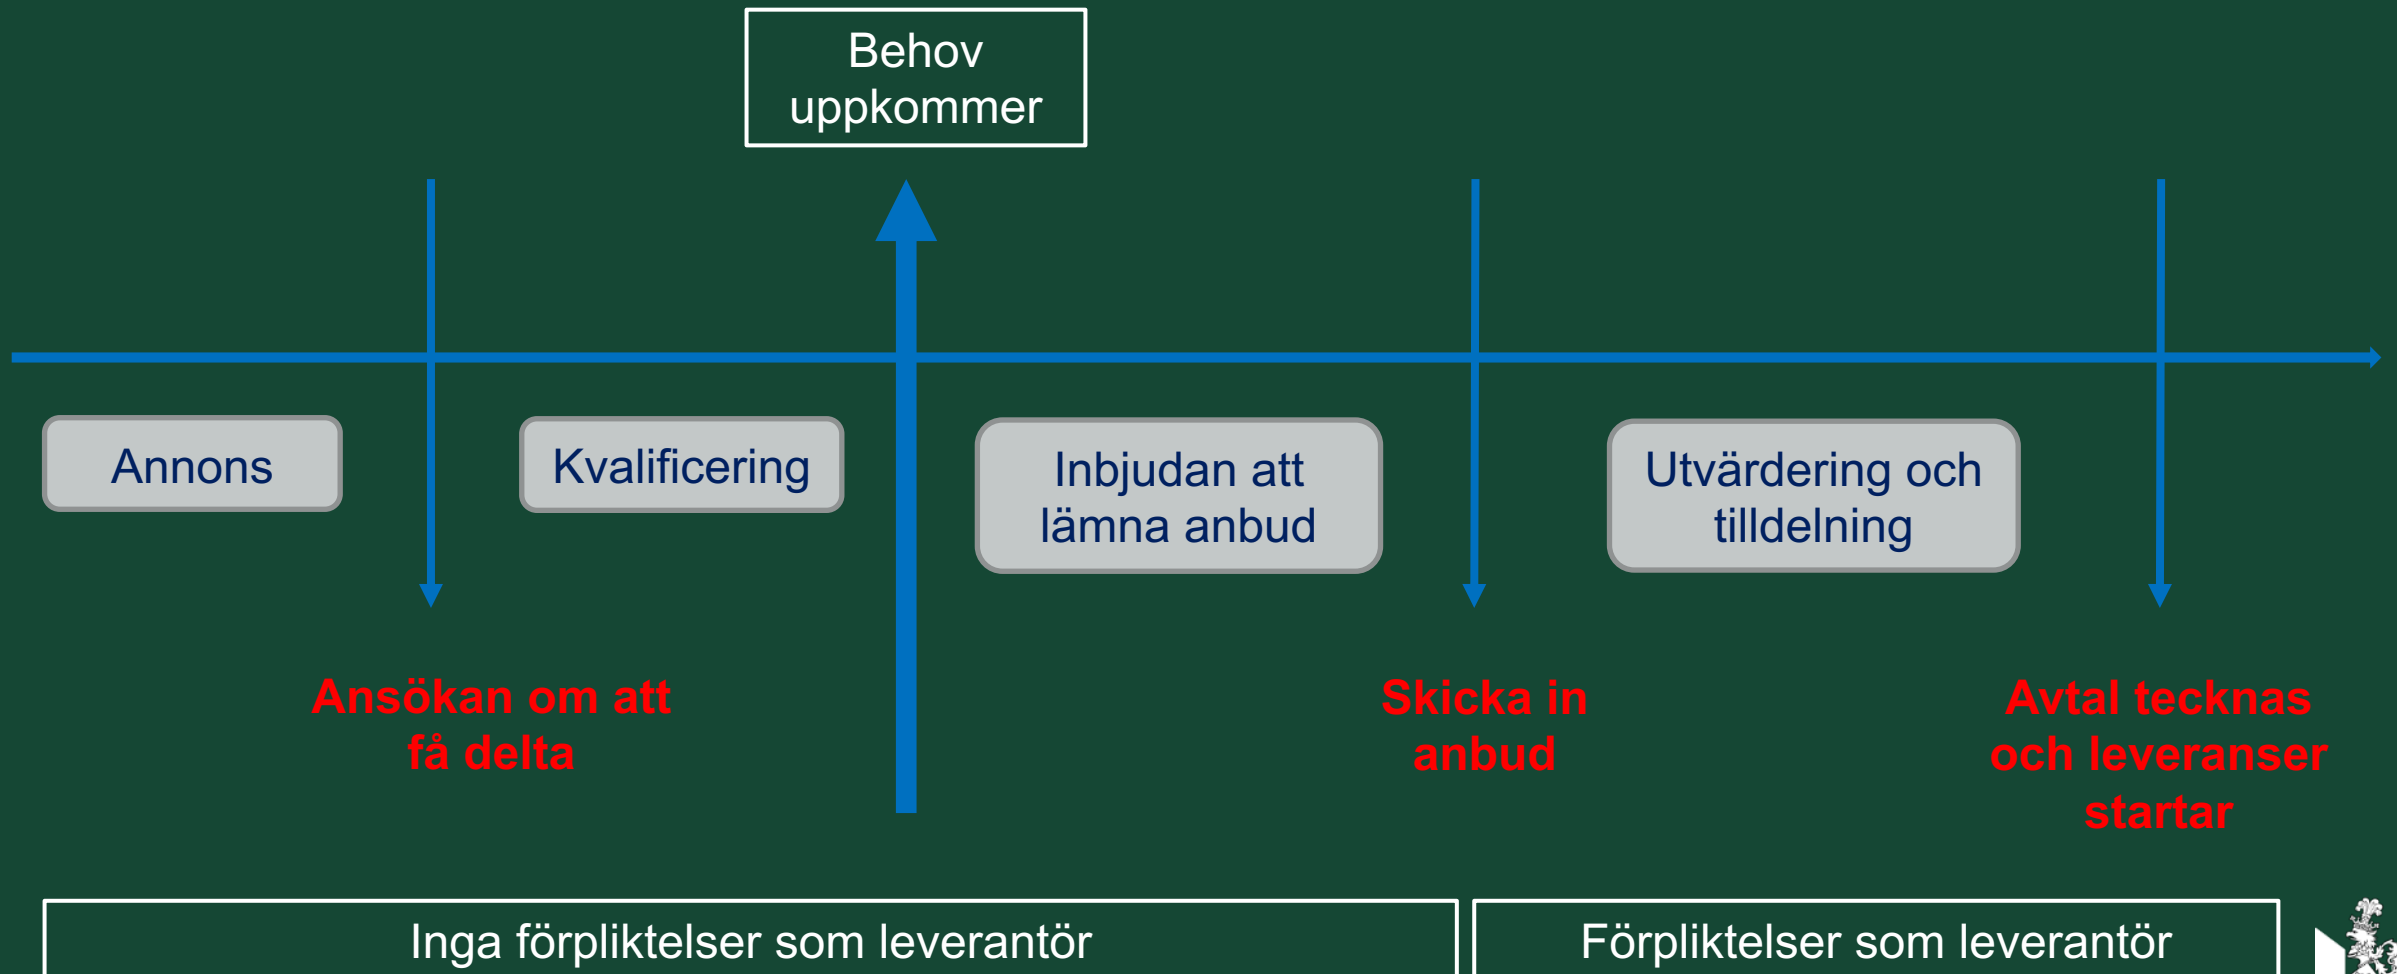 Behov
uppkommer
Annons
Kvalificering
Inbjudan att
lämna anbud
Utvärdering och
tilldelning
Ansökan om att
få delta
Skicka in
anbud
Avtal tecknas
och leveranser
startar
Inga förpliktelser som leverantör
Förpliktelser som leverantör